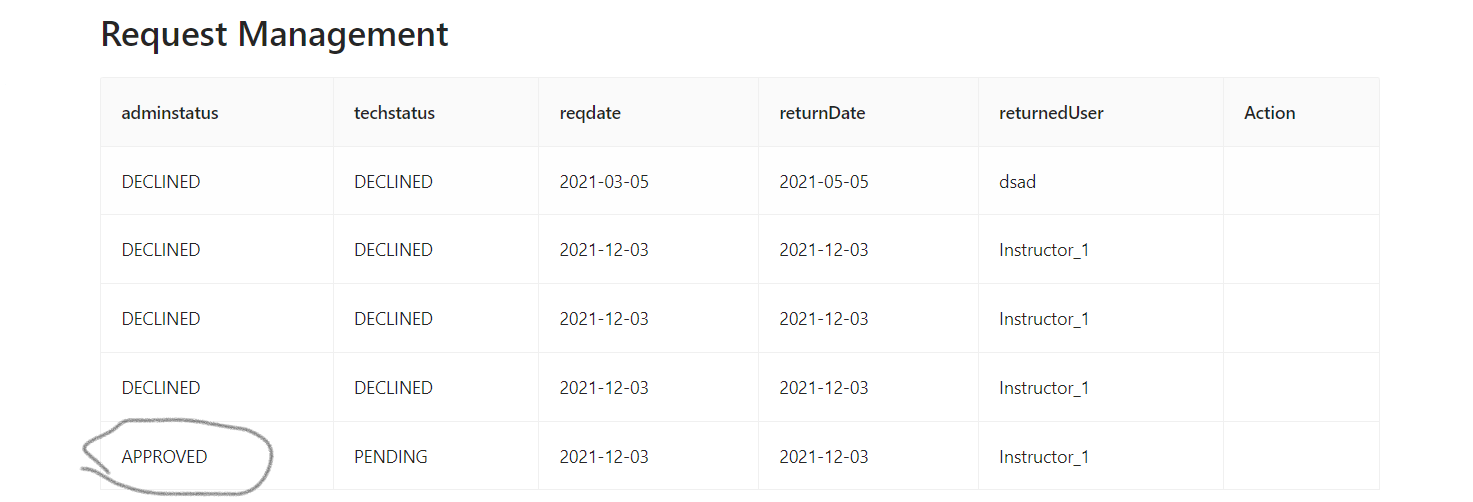 Request Management
adminstatus techstatus reqdate returnDate returnedUser Action
DECLINED DECLINED 2021-03-05 2021-05-05 dsad
DECLINED DECLINED 2021-12-03 2021-12-03 Instructor_1
DECLINED DECLINED 2021-12-03 2021-12-03 Instructor_1
DECLINED DECLINED 2021-12-03 2021-12-03 Instructor_1
APPROVED PENDING 2021-12-03 2021-12-03 Instructor_1